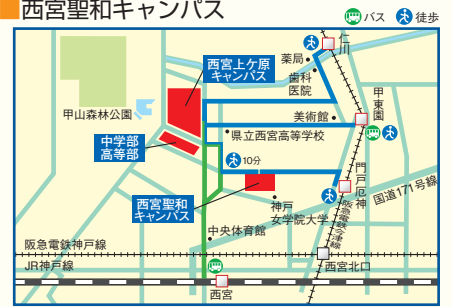 西宮聖和キャンパス
バス 徒歩
仁川
薬局
歯科
医院
西宮上ケ原
キャンパス
甲東園
甲山森林公園
美術館
県立西宮高等学校
中学部
高等部
10分
門戸厄神
国道171号線
西宮聖和
キャンパス
神戸
女学院大学
阪急電鉄今津線
中央体育館
阪急電鉄神戸線
JR神戸線
西宮北口
西宮